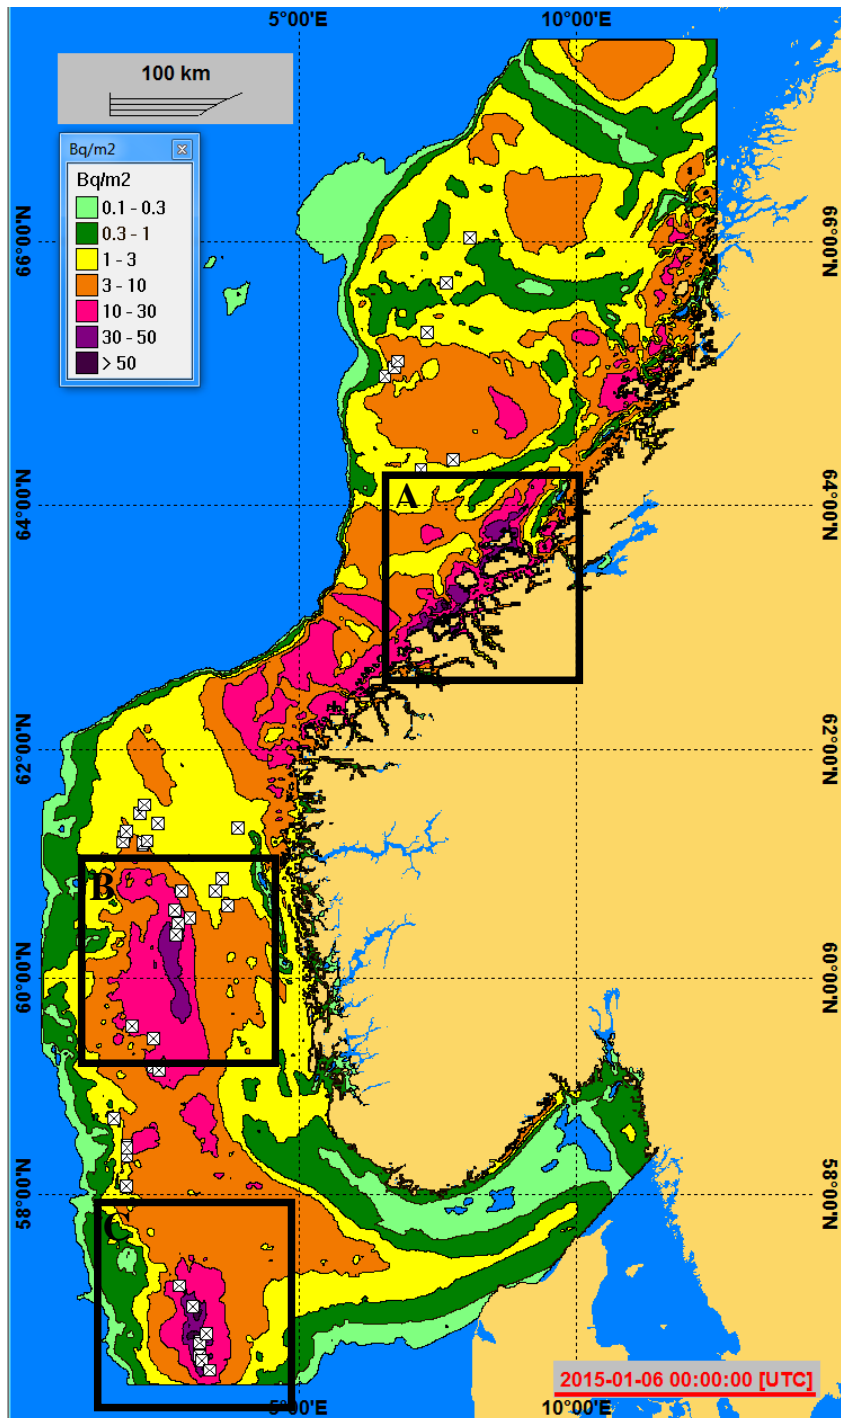 5°00'E 10°00'E
100 km
Bq/m2
Bq/m2
0.1 - 0.3
0.3 - 1
1 - 3
3 - 10
10 - 30
30 - 50
> 50
66°00'N 66°00'N
64°00'N 64°00'N
A
62°00'N 62°00'N
B
60°00'N 60°00'N
58°00'N 58°00'N
C
2015-01-06 00:00:00 [UTC]
5°00'E 10°00'E